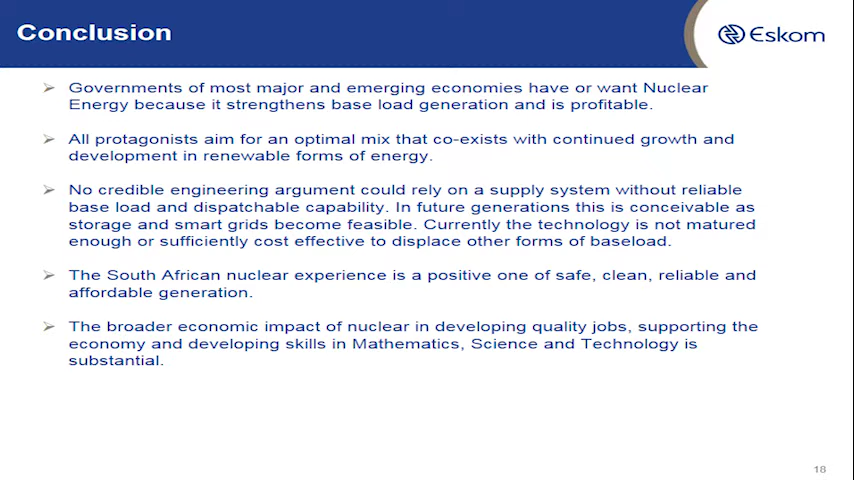 Conclusion
Eskom
Governments of most major and emerging economies have or want Nuclear
Energy because it strengthens base load generation and is profitable.
All protagonists aim for an optimal mix that co-exists with continued growth and
development in renewable forms of energy.
No credible engineering argument could rely on a supply system without reliable
base load and dispatchable capability. In future generations this is conceivable as
storage and smart grids become feasible. Currently the technology is not matured
enough or sufficiently cost effective to displace other forms of baseload.
The South African nuclear experience is a positive one of safe, clean, reliable and
affordable generation.
The broader economic impact of nuclear in developing quality jobs, supporting the
economy and developing skills in Mathematics, Science and Technology is
substantial.
18